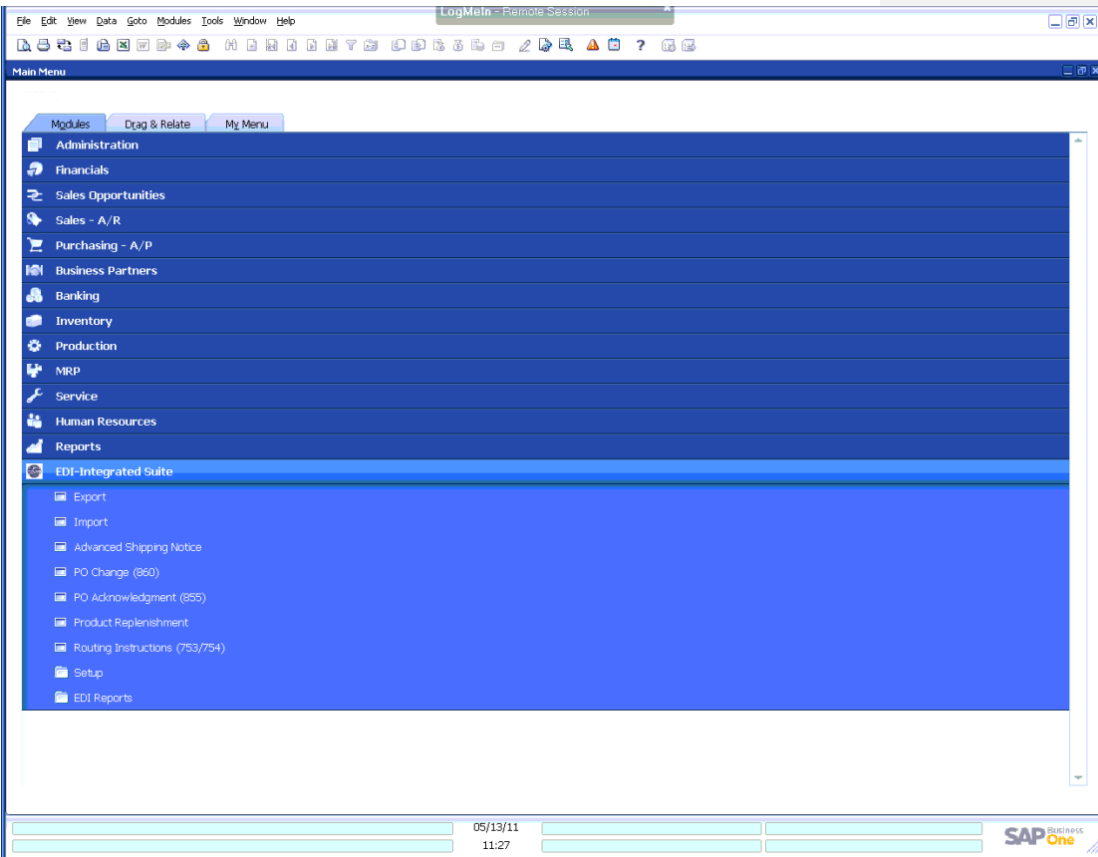 LogMeIn - Remote Session
File Edit View Data Goto Modules Tools Window Help
Main Menu
Modules Drag & Relate My Menu
Administration
Financials
Sales Opportunities
Sales - A/R
Purchasing - A/P
Business Partners
Banking
Inventory
Production
MRP
Service
Human Resources
Reports
EDI-Integrated Suite
Export
Import
Advanced Shipping Notice
PO Change (860)
PO Acknowledgment (855)
Product Replenishment
Routing Instructions (753/754)
Setup
EDI Reports
05/13/11
11:27
SAP Business One